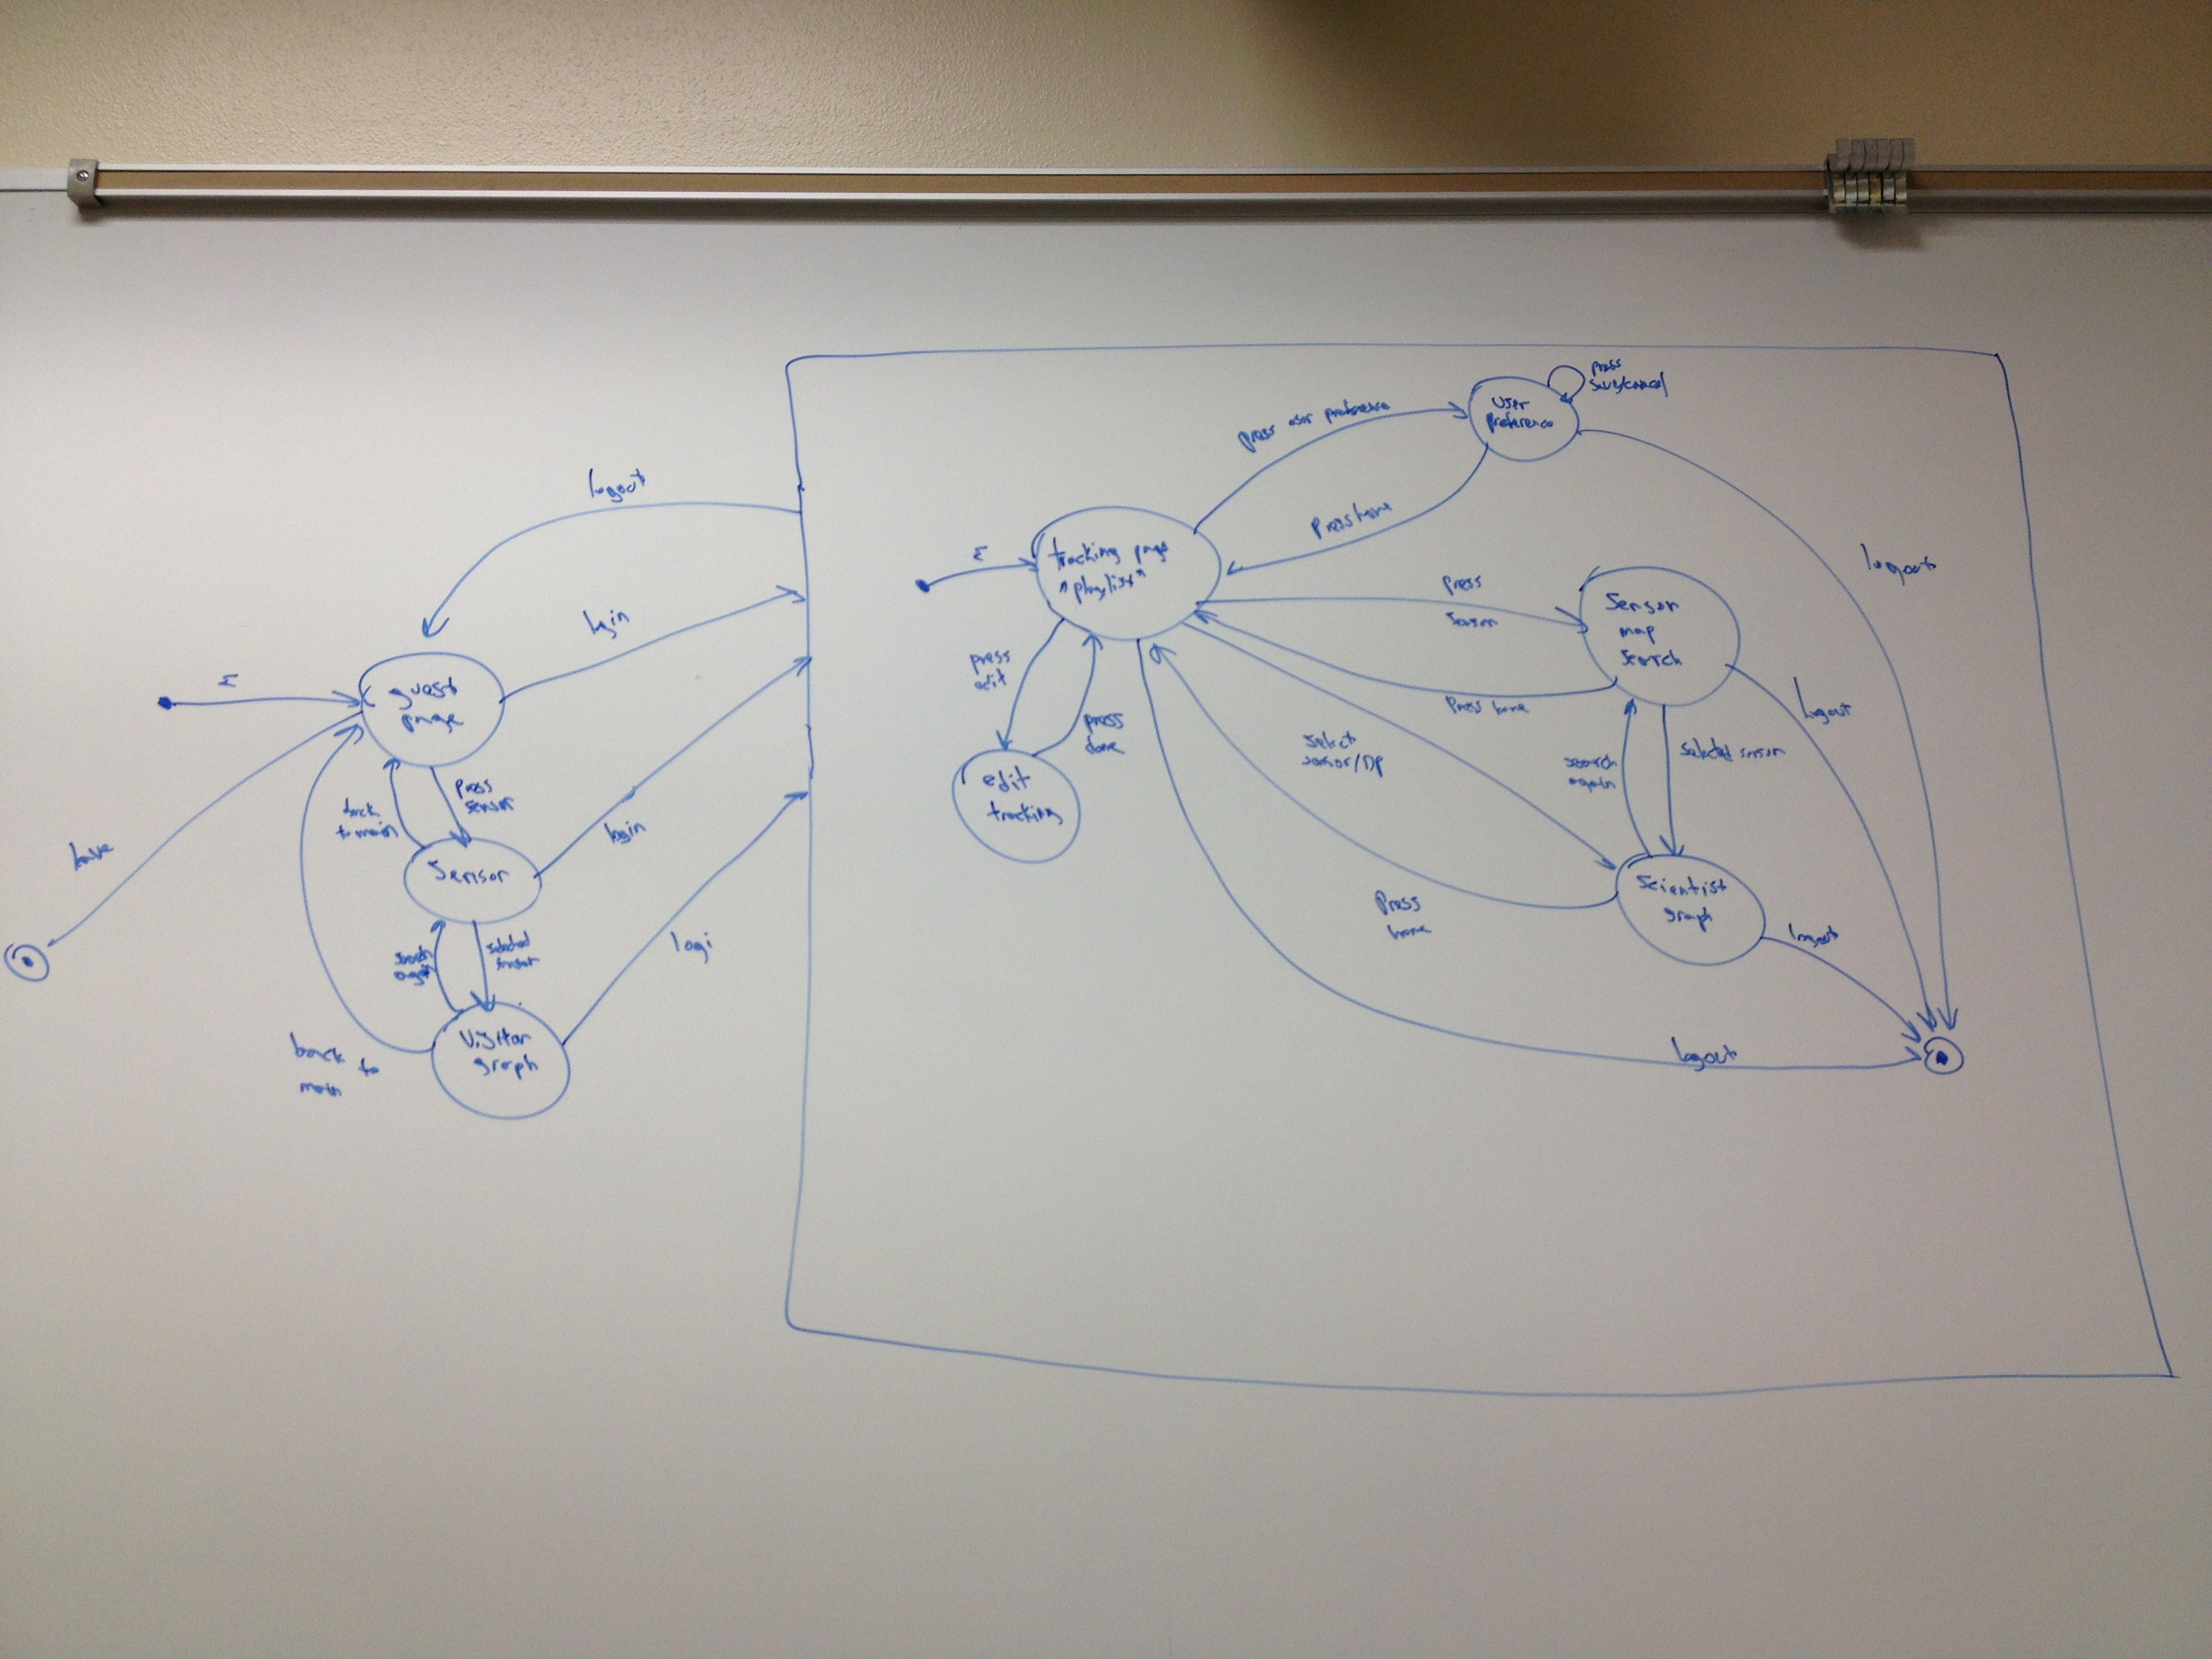 logout
login
Σ
guest
page
leave
back
to main
press
sensor
Sensor
login
search
again
selected
sensor
logi
Visitor
graph
back to
main
press
save/cancel
user
preference
press user preference
Press home
Σ
tracking page
"playlist"
press
edit
press
done
edit
tracking
press
sensor
Sensor
map
search
Press home
logout
logout
select
sensor/DP
search
again
selected sensor
Press
home
Scientist
graph
logout
logout